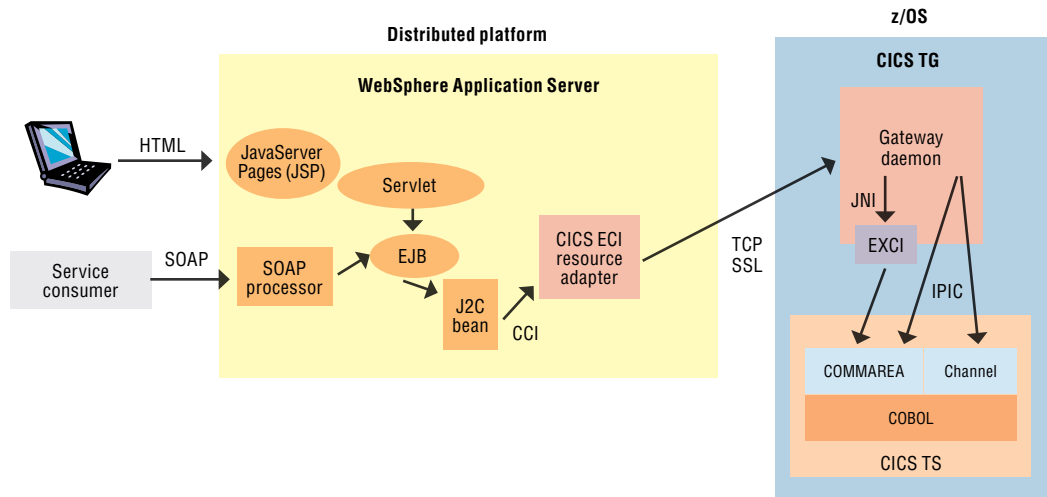 z/OS
Distributed platform
CICS TG
WebSphere Application Server
HTML
JavaServer
Pages (JSP)
Servlet
Gateway
daemon
JNI
EXCI
SOAP
Service
consumer
SOAP
processor
EJB
J2C
bean
CCI
CICS ECI
resource
adapter
TCP
SSL
IPIC
COMMAREA
Channel
COBOL
CICS TS